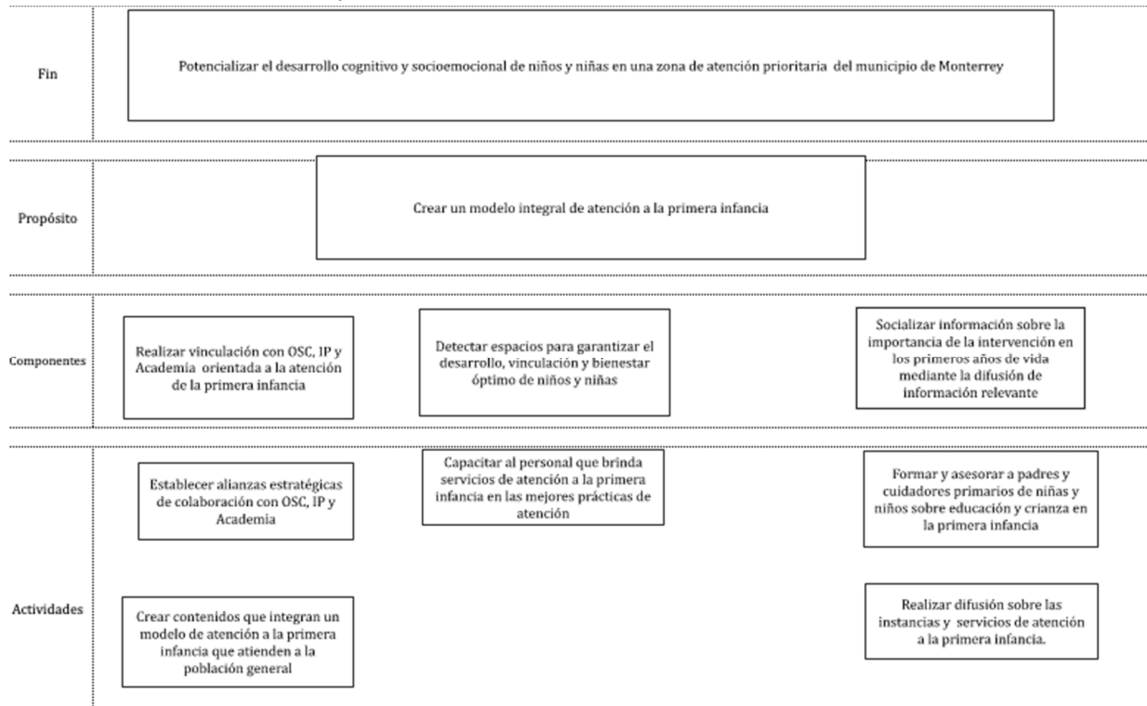 Fin
Potencializar el desarrollo cognitivo y socioemocional de niños y niñas en una zona de atención prioritaria del municipio de Monterrey
Propósito
Crear un modelo integral de atención a la primera infancia
Componentes
Realizar vinculación con OSC, IP y
Academia orientada a la atención
de la primera infancia
Detectar espacios para garantizar el
desarrollo, vinculación y bienestar
óptimo de niños y niñas
Socializar información sobre la
importancia de la intervención en
los primeros años de vida
mediante la difusión de
información relevante
Actividades
Establecer alianzas estratégicas
de colaboración con OSC, IP y
Academia
Capacitar al personal que brinda
servicios de atención a la primera
infancia en las mejores prácticas de
atención
Formar y asesorar a padres y
cuidadores primarios de niñas y
niños sobre educación y crianza en
la primera infancia
Crear contenidos que integran un
modelo de atención a la primera
infancia que atienden a la
población general
Realizar difusión sobre las
instancias y servicios de atención
a la primera infancia.